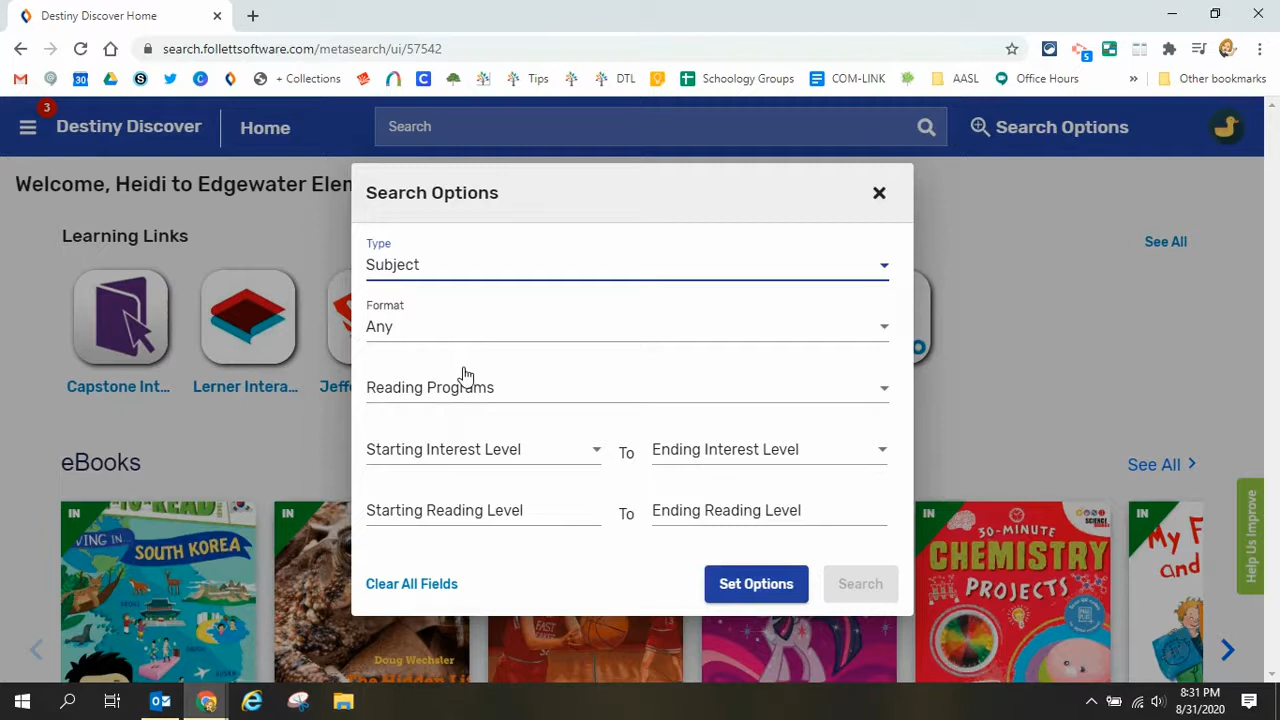 Destiny Discover Home
search.follettsoftware.com/metasearch/ui/57542
+ Collections
Tips
DTL
Schoology Groups
COM-LINK
AASL
Office Hours
Other bookmarks
3
Destiny Discover
Home
Search
Search Options
Welcome, Heidi to Edgewater Elem
Search Options
Learning Links
See All
Type
Subject
Format
Any
Capstone Int...
Lerner Intera...
Jeff
Reading Programs
Starting Interest Level
To
Ending Interest Level
eBooks
See All
Starting Reading Level
To
Ending Reading Level
Clear All Fields
Set Options
Search
Help Us Improve
IN
IN
IN
IN
SOUTH KOREA
30-MINUTE
CHEMISTRY
PROJECTS
My F
and
Doug Wechsler
8:31 PM
8/31/2020